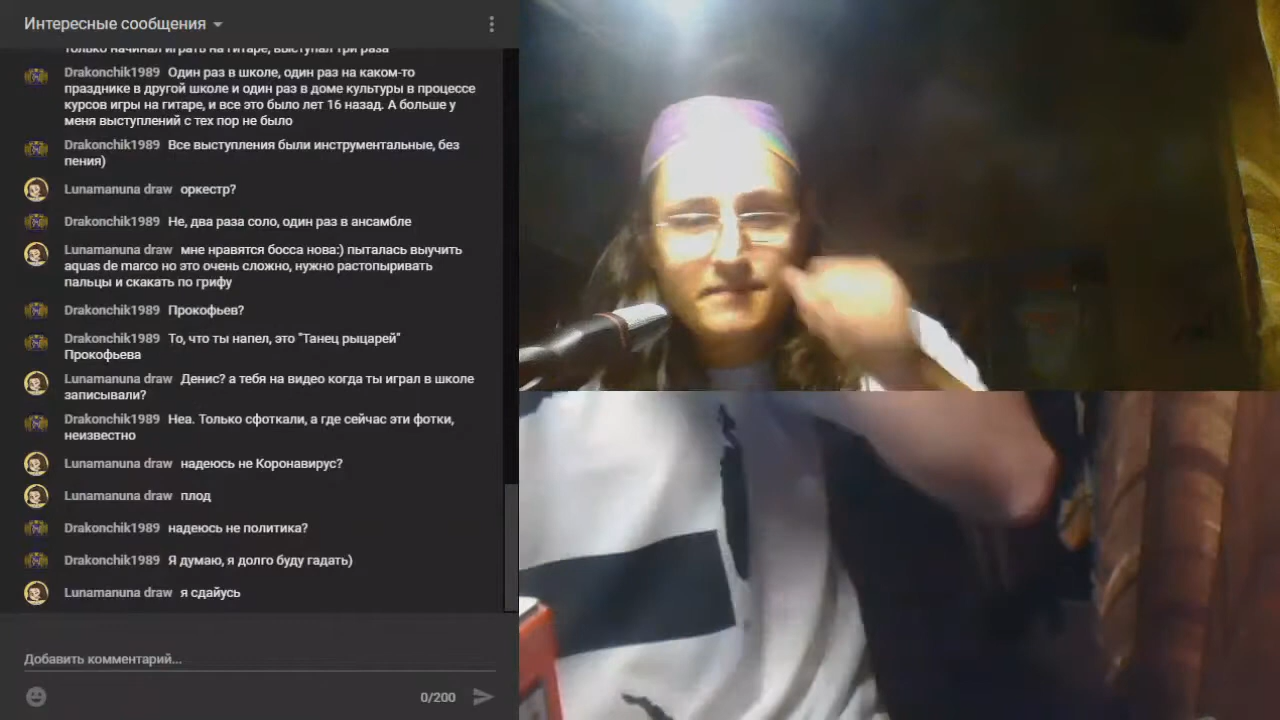 Интересные сообщения
только начинал играть на гитаре, выступал три раза
Drakonchik1989 Один раз в школе, один раз на каком-то
празднике в другой школе и один раз в доме культуры в процессе
курсов игры на гитаре, и все это было лет 16 назад. А больше у
меня выступлений с тех пор не было
Drakonchik1989 Все выступления были инструментальные, без
пения)
Lunamanuna draw оркестр?
Drakonchik1989 Не, два раза соло, один раз в ансамбле
Lunamanuna draw мне нравятся босса нова:) пыталась выучить
aquas de marco но это очень сложно, нужно растопыривать
пальцы и скакать по грифу
Drakonchik1989 Прокофьев?
Drakonchik1989 То, что ты напел, это "Танец рыцарей"
Прокофьева
Lunamanuna draw Денис? а тебя на видео когда ты играл в школе
записывали?
Drakonchik1989 Неа. Только сфоткали, а где сейчас эти фотки,
неизвестно
Lunamanuna draw надеюсь не Коронавирус?
Lunamanuna draw плод
Drakonchik1989 надеюсь не политика?
Drakonchik1989 Я думаю, я долго буду гадать)
Lunamanuna draw я сдайусь
Добавить комментарий...
0/200